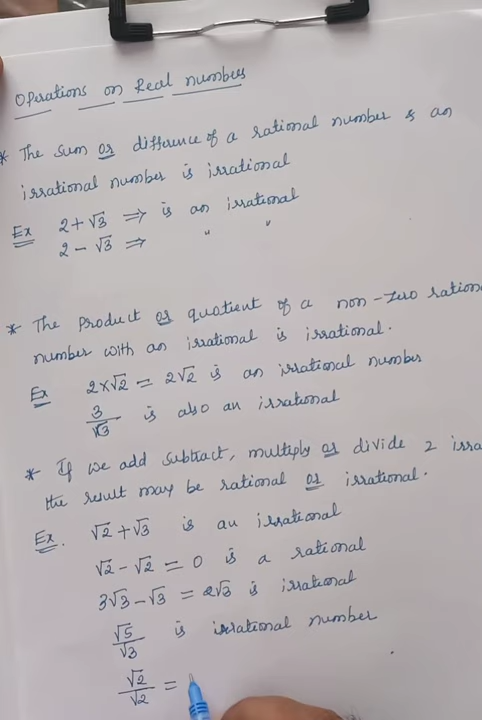 Operations on Real numbers
* The sum or difference of a rational number & an
irrational number is irrational
Ex 2+√3 ⇒ is an irrational
2-√3 ⇒ " "
* The product or quotient of a non-zero ration
number with an irrational is irrational.
Ex 2×√2 = 2√2 is an irrational number
3/√3 is also an irrational
* If we add subtract, multiply or divide 2 irra
the result may be rational or irrational.
Ex. √2+√3 is an irrational
√2-√2 = 0 is a rational
3√3-√3 = 2√3 is irrational
√5/√3 is irrational number
√2/√2 =